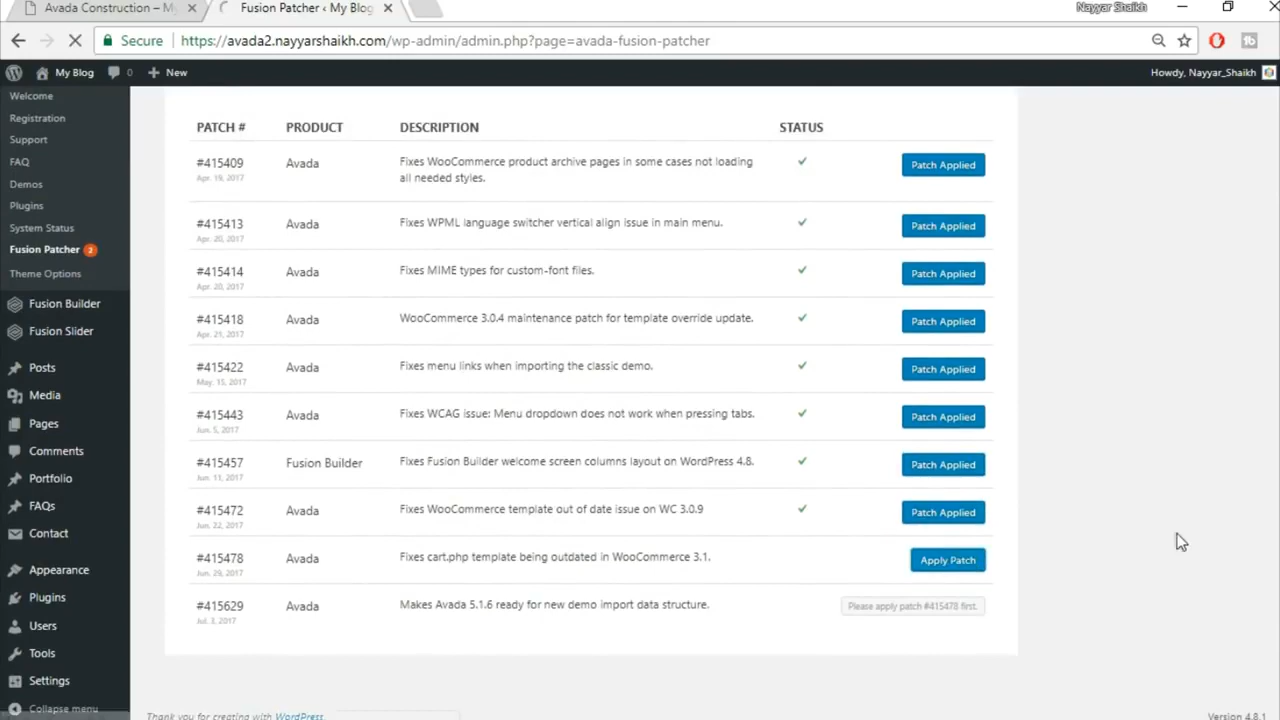 Avada Construction – My
Fusion Patcher ‹ My Blog
Nayyar Shaikh
Secure
https://avada2.nayyarshaikh.com/wp-admin/admin.php?page=avada-fusion-patcher
My Blog
0
New
Howdy, Nayyar_Shaikh
Welcome
Registration
Support
FAQ
Demos
Plugins
System Status
Fusion Patcher 2
Theme Options
Fusion Builder
Fusion Slider
Posts
Media
Pages
Comments
Portfolio
FAQs
Contact
Appearance
Plugins
Users
Tools
Settings
Collapse menu
PATCH # PRODUCT DESCRIPTION STATUS
#415409 Avada Fixes WooCommerce product archive pages in some cases not loading Patch Applied
Apr. 19, 2017 all needed styles.
#415413 Avada Fixes WPML language switcher vertical align issue in main menu. Patch Applied
Apr. 20, 2017
#415414 Avada Fixes MIME types for custom-font files. Patch Applied
Apr. 20, 2017
#415418 Avada WooCommerce 3.0.4 maintenance patch for template override update. Patch Applied
Apr. 21, 2017
#415422 Avada Fixes menu links when importing the classic demo. Patch Applied
May. 15, 2017
#415443 Avada Fixes WCAG issue: Menu dropdown does not work when pressing tabs. Patch Applied
Jun. 5, 2017
#415457 Fusion Builder Fixes Fusion Builder welcome screen columns layout on WordPress 4.8. Patch Applied
Jun. 11, 2017
#415472 Avada Fixes WooCommerce template out of date issue on WC 3.0.9 Patch Applied
Jun. 22, 2017
#415478 Avada Fixes cart.php template being outdated in WooCommerce 3.1. Apply Patch
Jun. 29, 2017
#415629 Avada Makes Avada 5.1.6 ready for new demo import data structure. Please apply patch #415478 first.
Jul. 3, 2017
Thank you for creating with WordPress.
Version 4.8.1